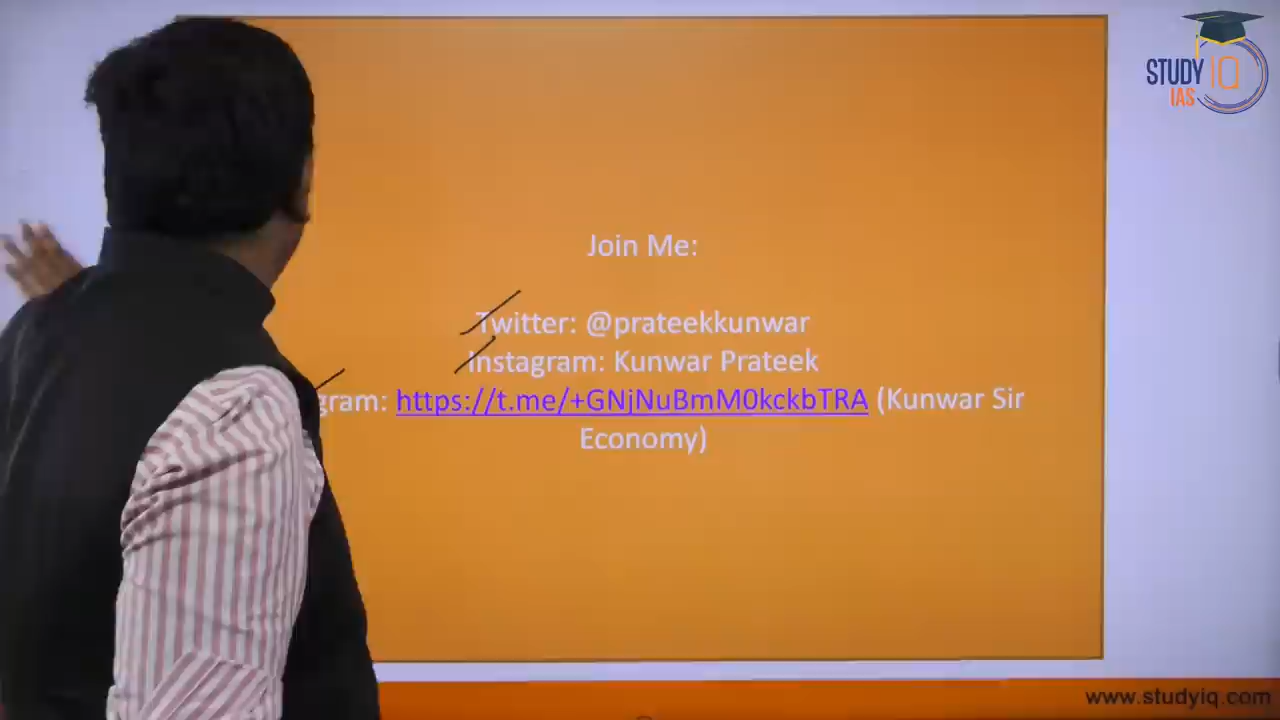 STUDY IQ
IAS
Join Me:
Twitter: @prateekkunwar
Instagram: Kunwar Prateek
gram: https://t.me/+GNjNuBmM0kckbTRA (Kunwar Sir
Economy)
www.studyiq.com